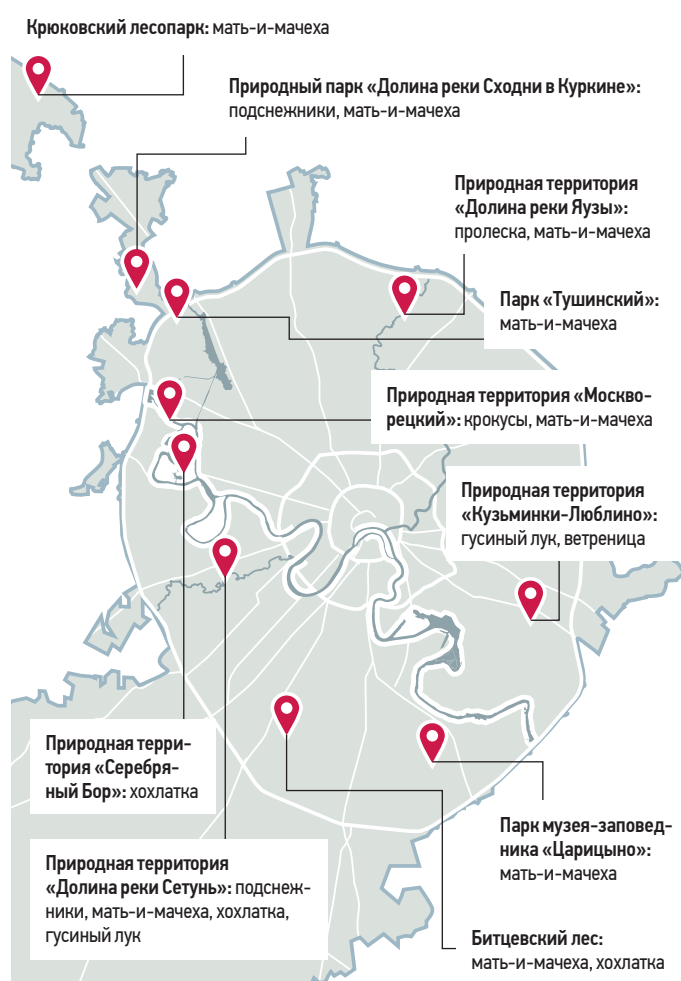 Крюковский лесопарк: мать-и-мачеха
Природный парк «Долина реки Сходни в Куркине»:
подснежники, мать-и-мачеха
Природная территория
«Долина реки Яузы»:
пролеска, мать-и-мачеха
Парк «Тушинский»:
мать-и-мачеха
Природная территория «Москво-
рецкий»: крокусы, мать-и-мачеха
Природная территория
«Кузьминки-Люблино»:
гусиный лук, ветреница
Природная терри-
тория «Серебря-
ный Бор»: хохлатка
Парк музея-заповед-
ника «Царицыно»:
мать-и-мачеха
Природная территория
«Долина реки Сетунь»: подснеж-
ники, мать-и-мачеха, хохлатка,
гусиный лук
Битцевский лес:
мать-и-мачеха, хохлатка